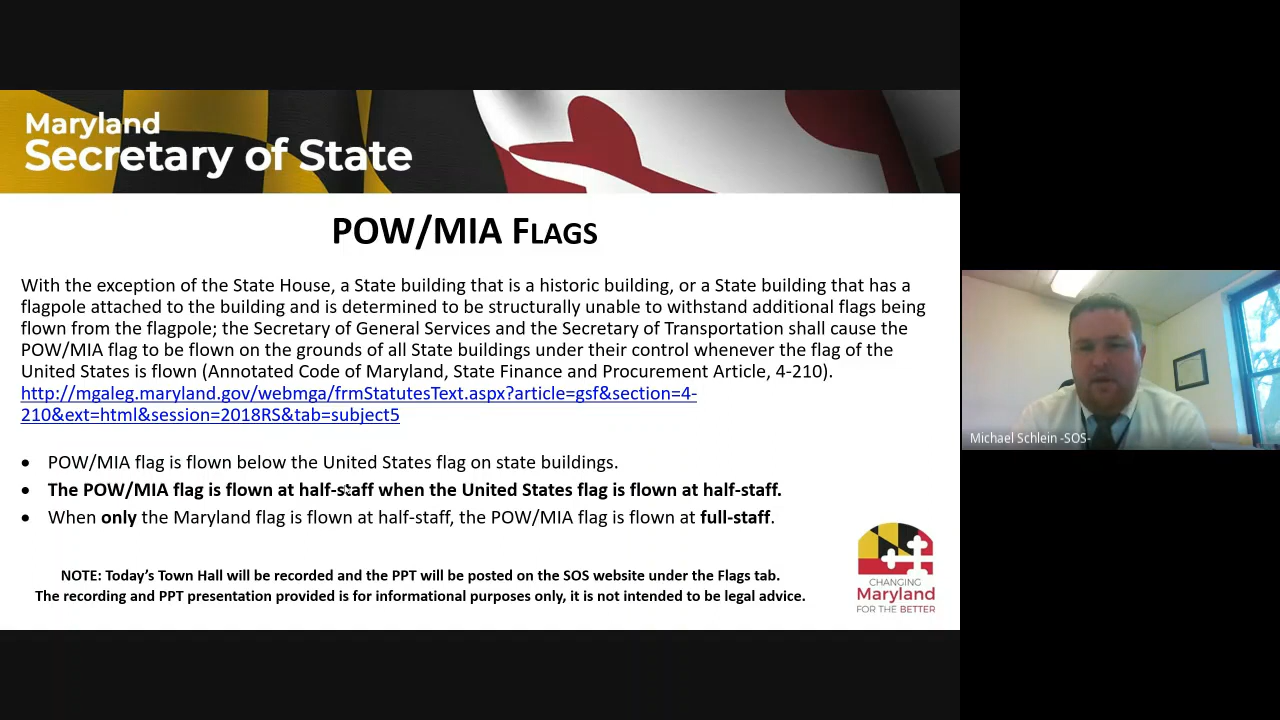 Maryland
Secretary of State
POW/MIA FLAGS
With the exception of the State House, a State building that is a historic building, or a State building that has a
flagpole attached to the building and is determined to be structurally unable to withstand additional flags being
flown from the flagpole; the Secretary of General Services and the Secretary of Transportation shall cause the
POW/MIA flag to be flown on the grounds of all State buildings under their control whenever the flag of the
United States is flown (Annotated Code of Maryland, State Finance and Procurement Article, 4-210).
http://mgaleg.maryland.gov/webmga/frmStatutesText.aspx?article=gsf&section=4-
210&ext=html&session=2018RS&tab=subject5
• POW/MIA flag is flown below the United States flag on state buildings.
• The POW/MIA flag is flown at half-staff when the United States flag is flown at half-staff.
• When only the Maryland flag is flown at half-staff, the POW/MIA flag is flown at full-staff.
NOTE: Today's Town Hall will be recorded and the PPT will be posted on the SOS website under the Flags tab.
The recording and PPT presentation provided is for informational purposes only, it is not intended to be legal advice.
CHANGING
Maryland
FOR THE BETTER
Michael Schlein -SOS-